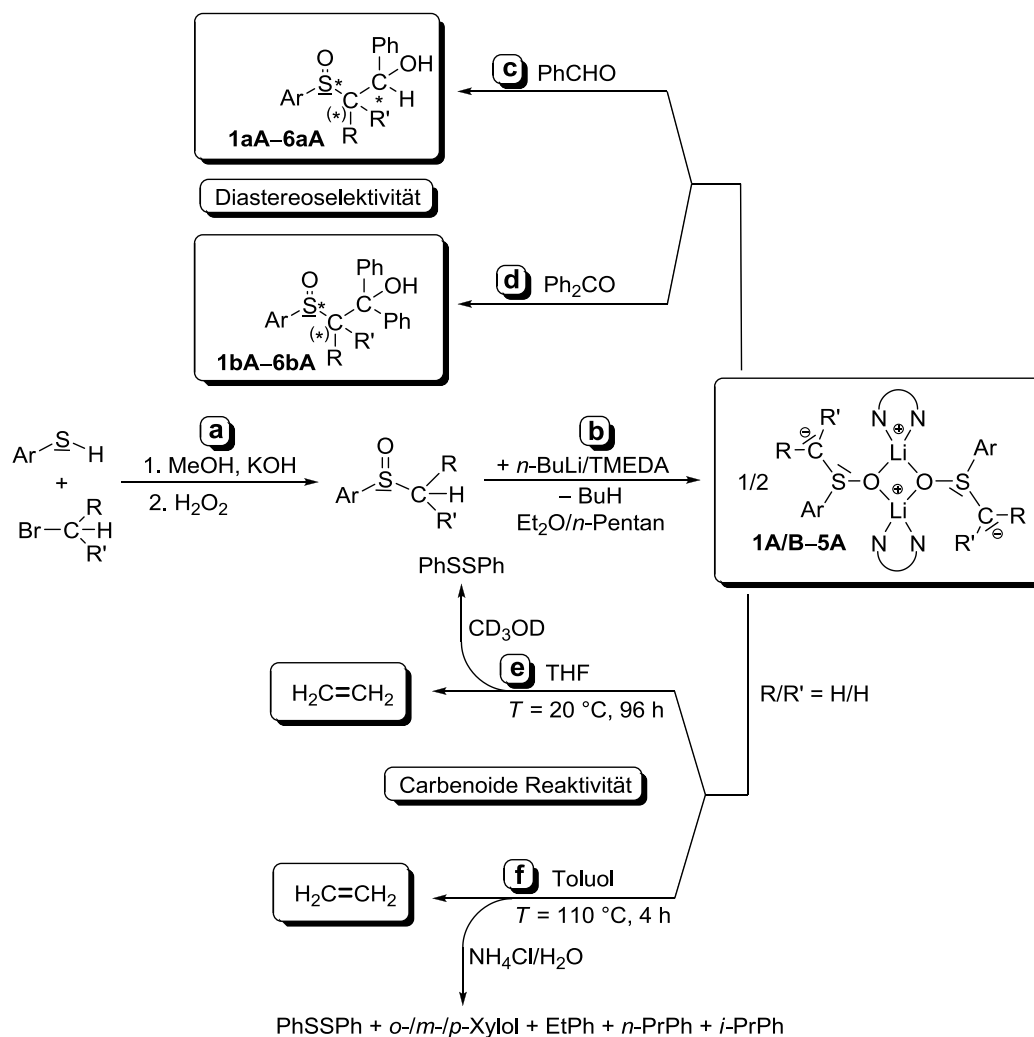 Ph
O
OH
S
*
C
Ar
C
H
(*)
*
R'
R
1aA–6aA
c PhCHO
Diastereoselektivität
Ph
O
OH
S
*
C
Ar
C
Ph
(*)
R'
R
1bA–6bA
d Ph2CO
a
S
Ar H
+
Br C H
R
R'
1. MeOH, KOH
2. H2O2
O
S R
Ar C H
R'
b
+ n-BuLi/TMEDA
– BuH
Et2O/n-Pentan
1/2
R'
⊖
R C
N N
⊕
Li
Ar
S O O S
Ar
⊕
Li
N N
C R
R' ⊖
1A/B–5A
PhSSPh
CD3OD
e THF
H2C=CH2
T = 20 °C, 96 h
R/R' = H/H
Carbenoide Reaktivität
f Toluol
H2C=CH2
T = 110 °C, 4 h
NH4Cl/H2O
PhSSPh + o-/m-/p-Xylol + EtPh + n-PrPh + i-PrPh